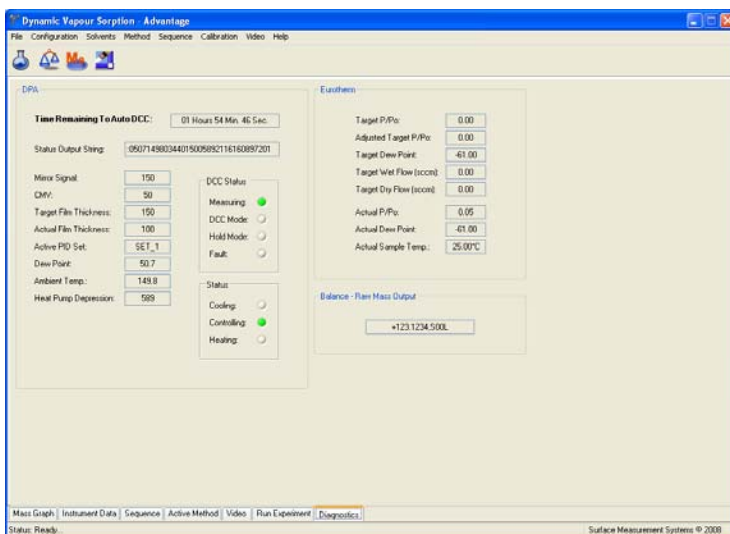 Dynamic Vapour Sorption - Advantage
File Configuration Solvents Method Sequence Calibration Video Help
DPA
Time Remaining To Auto DCC: 01 Hours 54 Min. 46 Sec.
Status Output String: 050714980344015005892116160897201
Mirror Signal: 150
CMV: 50
Target Film Thickness: 150
Actual Film Thickness: 100
Active PID Set: SET_1
Dew Point: 50.7
Ambient Temp.: 149.8
Heat Pump Depression: 589
DCC Status
Measuring:
DCC Mode:
Hold Mode:
Fault:
Status
Cooling:
Controlling:
Heating:
Eurotherm
Target P/Po: 0.00
Adjusted Target P/Po: 0.00
Target Dew Point: -61.00
Target Wet Flow (sccm): 0.00
Target Dry Flow (sccm): 0.00
Actual P/Po: 0.05
Actual Dew Point: -61.00
Actual Sample Temp.: 25.00°C
Balance - Raw Mass Output
+123.1234,500L
Mass Graph Instrument Data Sequence Active Method Video Run Experiment Diagnostics
Status: Ready... Surface Measurement Systems © 2008